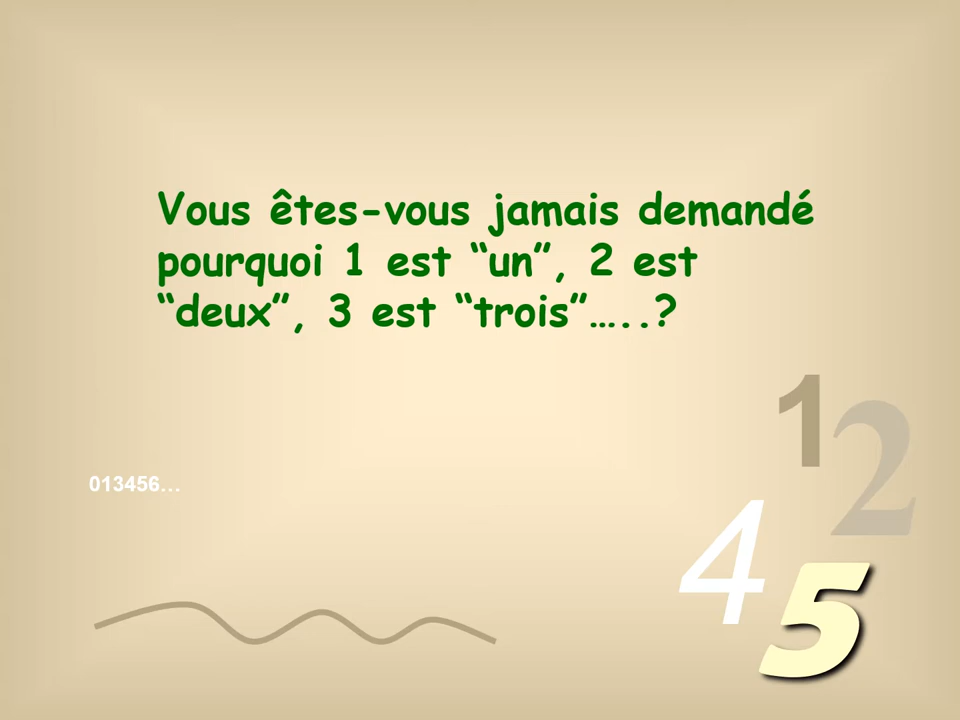 Vous êtes-vous jamais demandé
pourquoi 1 est “un”, 2 est
“deux”, 3 est “trois”…..?
1
2
013456…
4
5